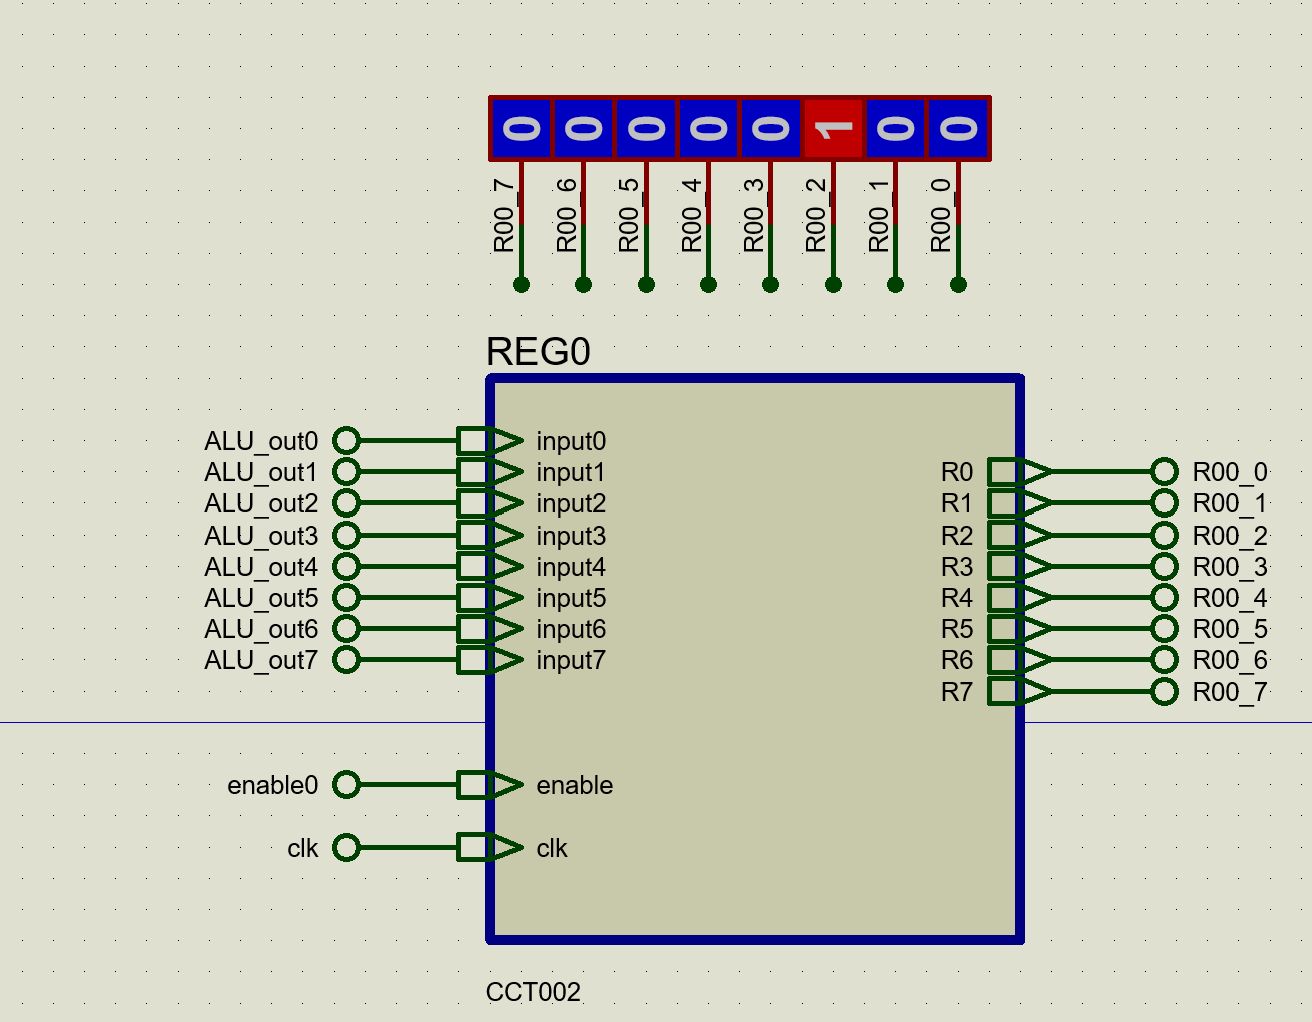 0 0 0 0 0 1 0 0
R00_7 R00_6 R00_5 R00_4 R00_3 R00_2 R00_1 R00_0
REG0
ALU_out0 input0
ALU_out1 input1 R0 R00_0
ALU_out2 input2 R1 R00_1
ALU_out3 input3 R2 R00_2
ALU_out4 input4 R3 R00_3
ALU_out5 input5 R4 R00_4
ALU_out6 input6 R5 R00_5
ALU_out7 input7 R6 R00_6
R7 R00_7
enable0 enable
clk clk
CCT002